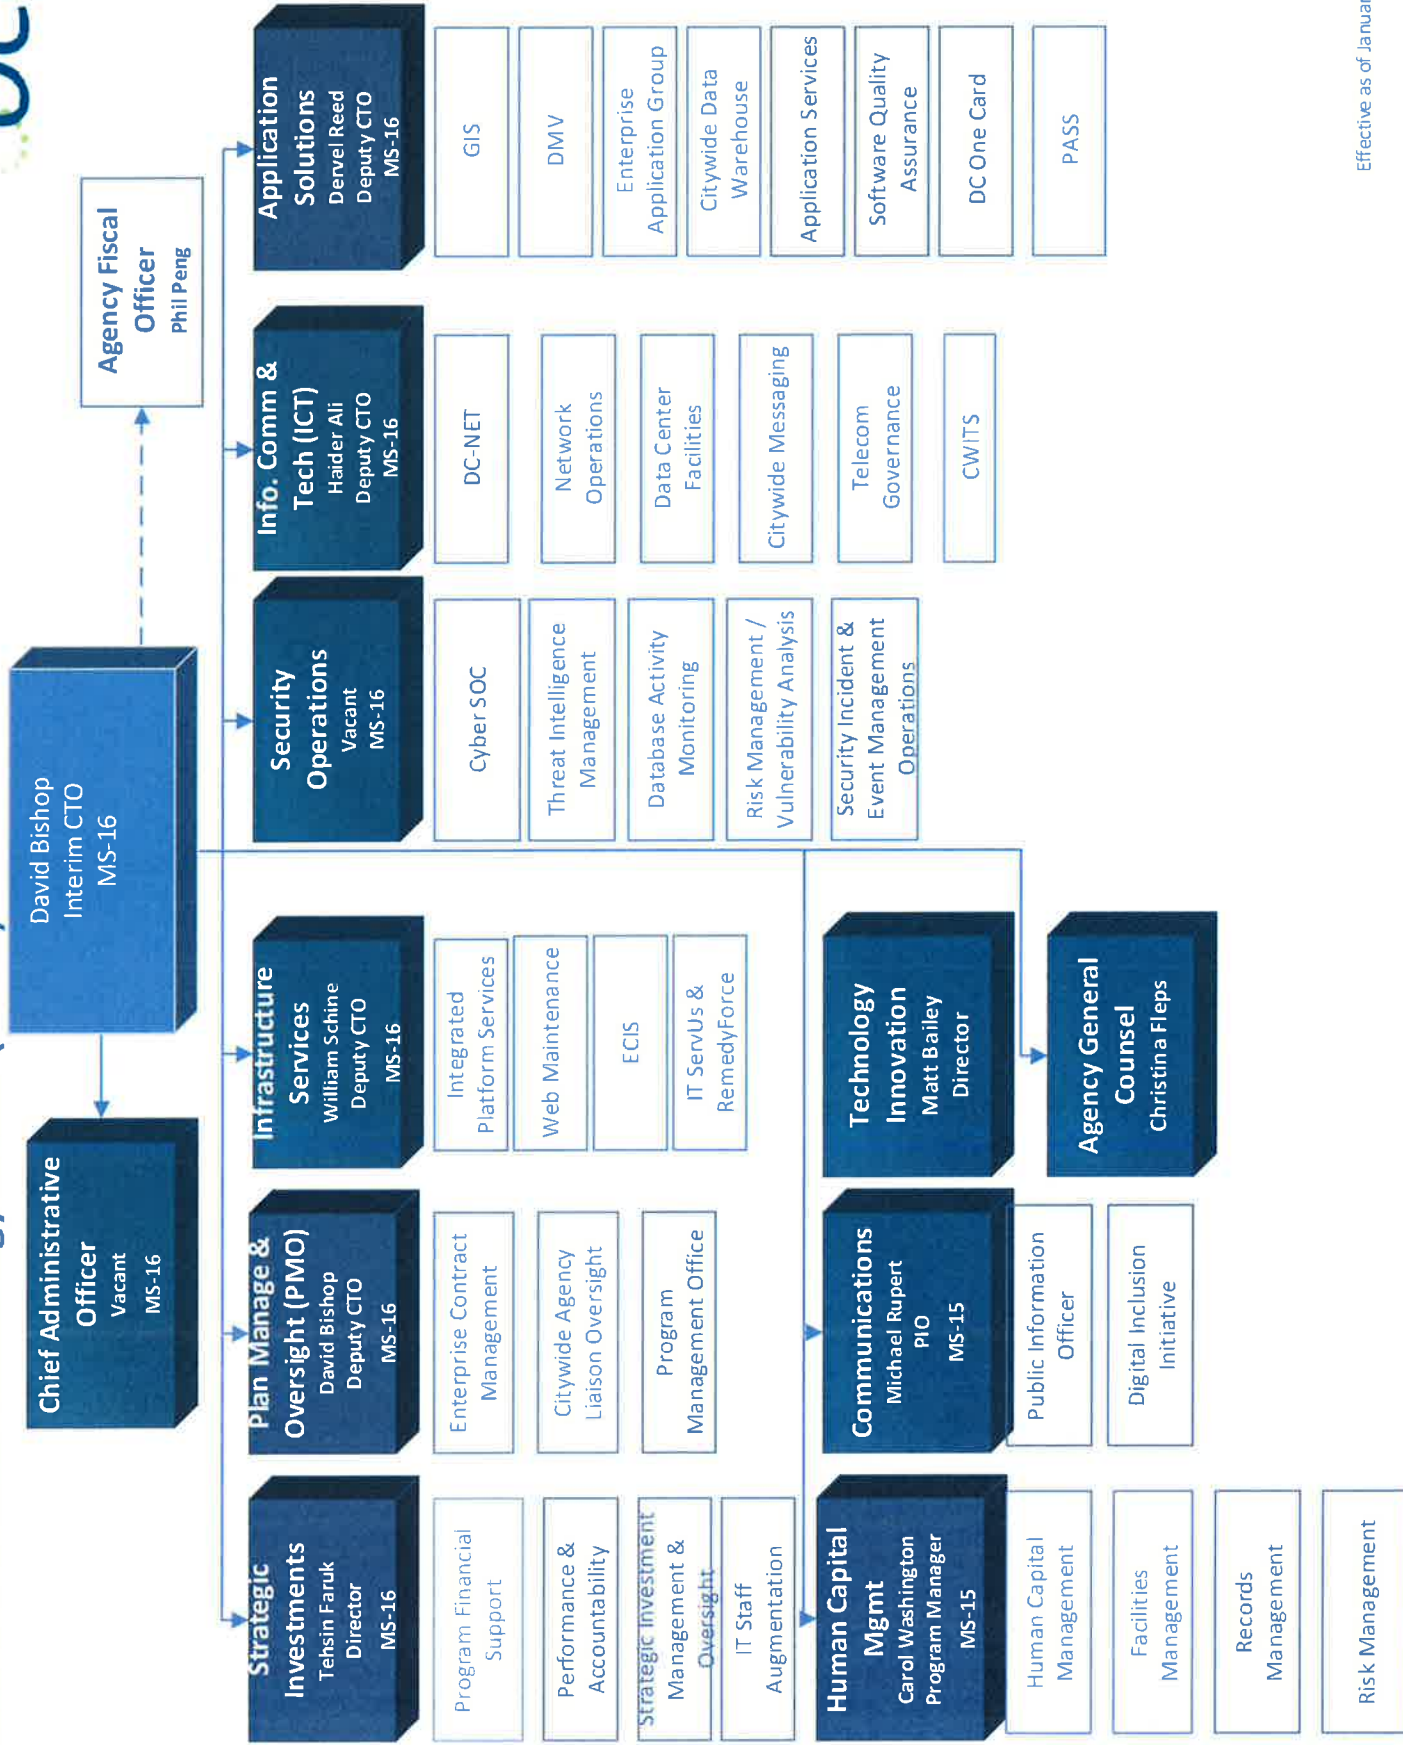 David Bishop
Interim CTO
MS-16
Chief Administrative
Officer
Vacant
MS-16
Agency Fiscal
Officer
Phil Peng
Strategic
Investments
Tehsin Faruk
Director
MS-16
Program Financial
Support
Performance &
Accountability
Strategic Investment
Management &
Oversight
IT Staff
Augmentation
Plan Manage &
Oversight (PMO)
David Bishop
Deputy CTO
MS-16
Enterprise Contract
Management
Citywide Agency
Liaison Oversight
Program
Management Office
Infrastructure
Services
William Schine
Deputy CTO
MS-16
Integrated
Platform Services
Web Maintenance
ECIS
IT ServUs &
RemedyForce
Security
Operations
Vacant
MS-16
Cyber SOC
Threat Intelligence
Management
Database Activity
Monitoring
Risk Management /
Vulnerability Analysis
Security Incident &
Event Management
Operations
Info. Comm &
Tech (ICT)
Haider Ali
Deputy CTO
MS-16
DC-NET
Network
Operations
Data Center
Facilities
Citywide Messaging
Telecom
Governance
CWITS
Application
Solutions
Dervel Reed
Deputy CTO
MS-16
GIS
DMV
Enterprise
Application Group
Citywide Data
Warehouse
Application Services
Software Quality
Assurance
DC One Card
PASS
Human Capital
Mgmt
Carol Washington
Program Manager
MS-15
Human Capital
Management
Facilities
Management
Records
Management
Risk Management
Communications
Michael Rupert
PIO
MS-15
Public Information
Officer
Digital Inclusion
Initiative
Technology
Innovation
Matt Bailey
Director
Agency General
Counsel
Christina Fleps
Effective as of Januar